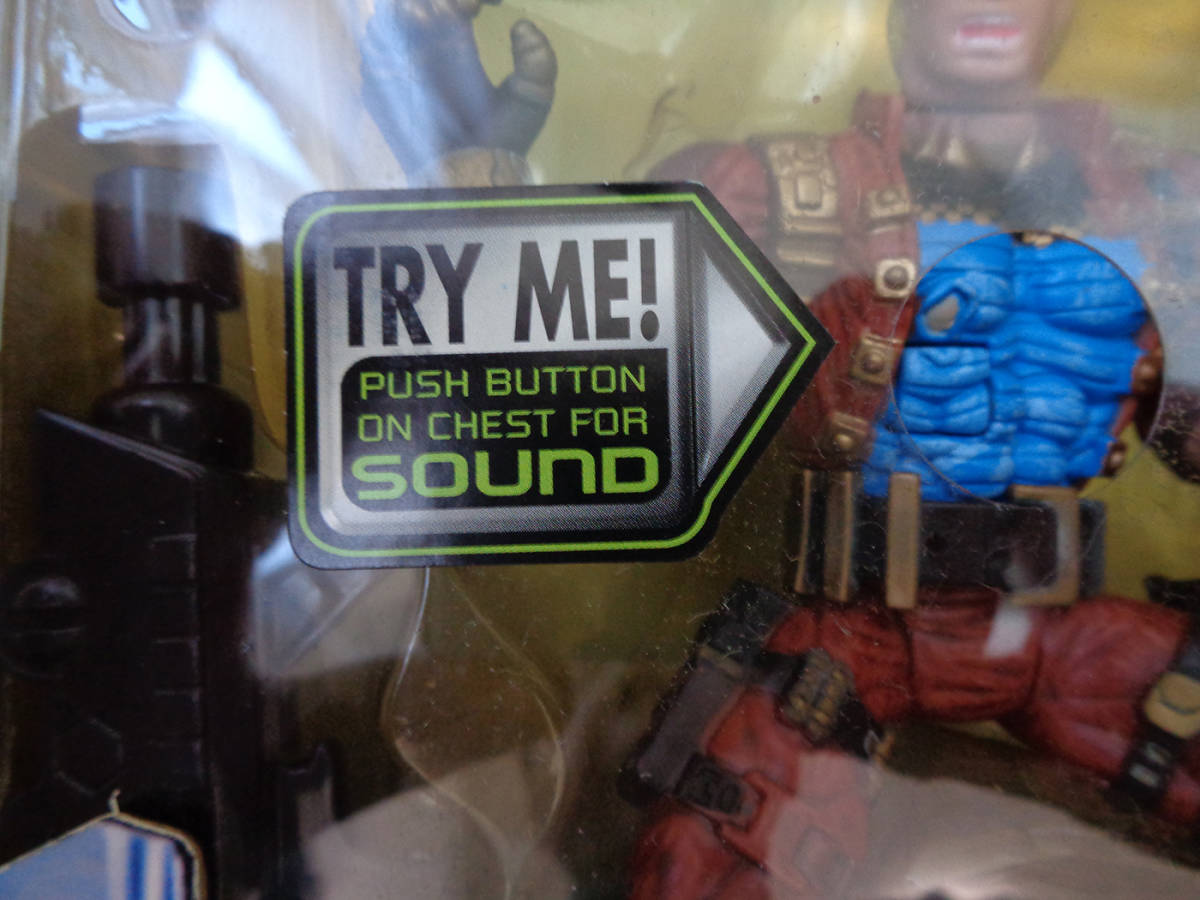 TRY ME!
PUSH BUTTON
ON CHEST FOR
SOUND